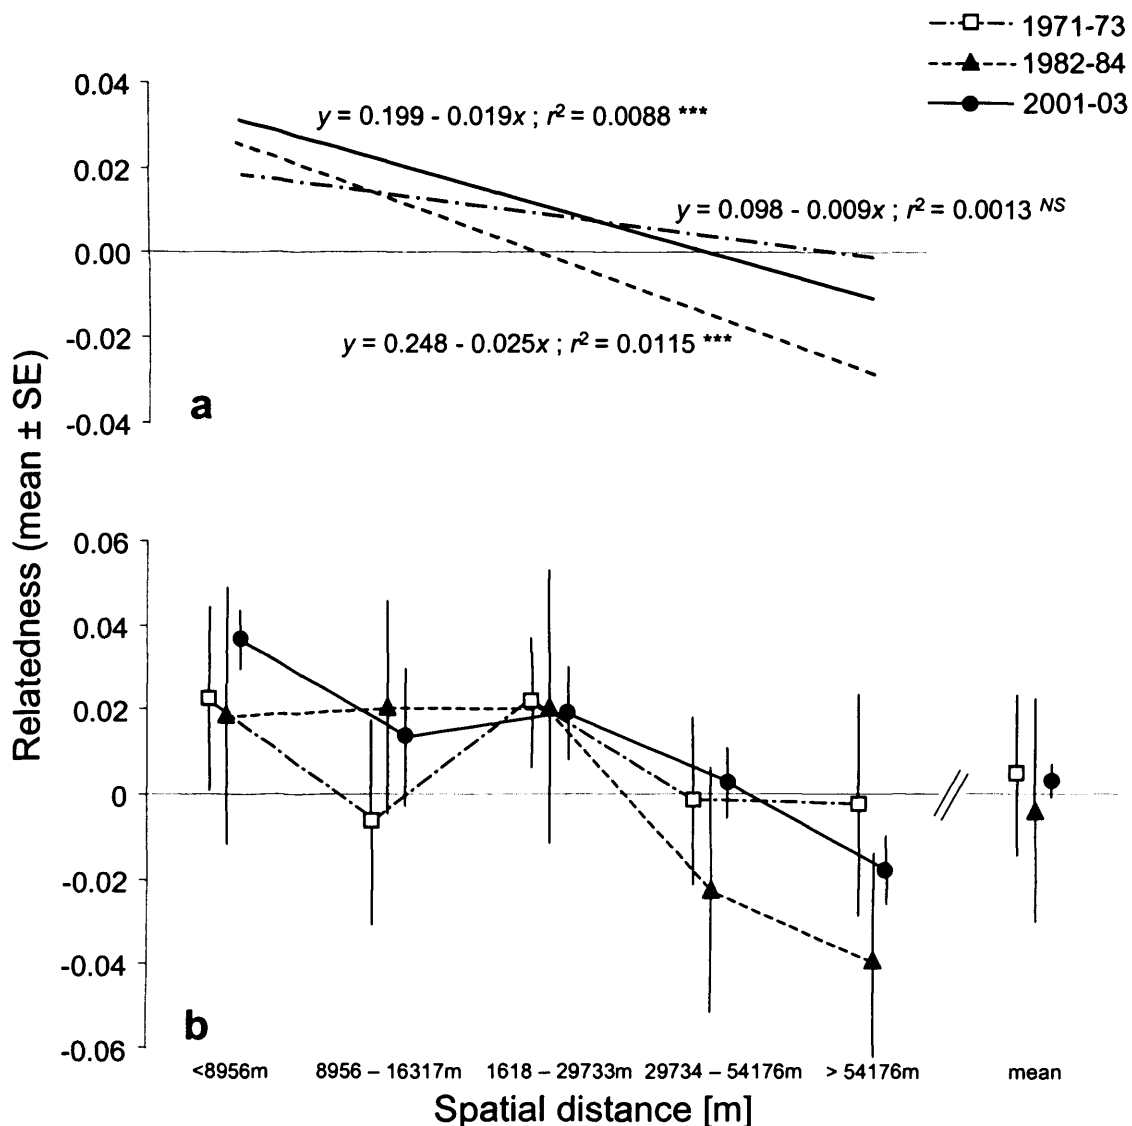 1971-73
1982-84
2001-03
0.04
0.02
0.00
-0.02
-0.04
y = 0.199 - 0.019x ; r² = 0.0088 ***
y = 0.098 - 0.009x ; r² = 0.0013 NS
y = 0.248 - 0.025x ; r² = 0.0115 ***
a
Relatedness (mean ± SE)
0.06
0.04
0.02
0
-0.02
-0.04
-0.06
b
<8956m 8956 – 16317m 1618 – 29733m 29734 – 54176m > 54176m mean
Spatial distance [m]